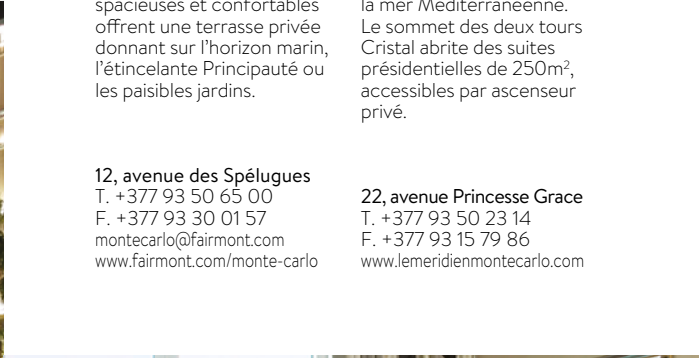 spacieuses et confortables
offrent une terrasse privée
donnant sur l'horizon marin,
l'étincelante Principauté ou
les paisibles jardins.
12, avenue des Spélugues
T. +377 93 50 65 00
F. +377 93 30 01 57
montecarlo@fairmont.com
www.fairmont.com/monte-carlo
la mer Méditerranéenne.
Le sommet des deux tours
Cristal abrite des suites
présidentielles de 250m²,
accessibles par ascenseur
privé.
22, avenue Princesse Grace
T. +377 93 50 23 14
F. +377 93 15 79 86
www.lemeridienmontecarlo.com